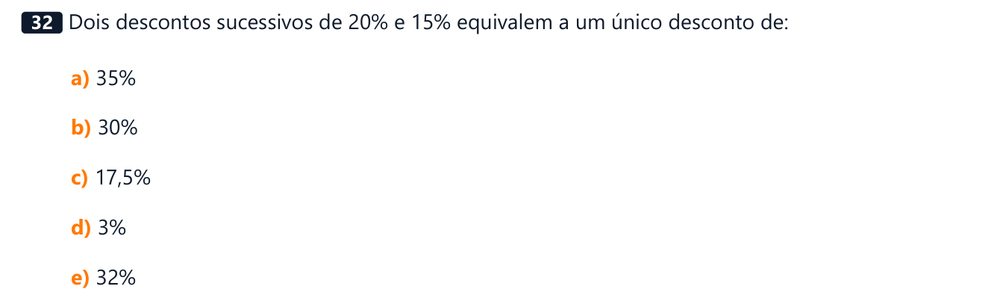 32 Dois descontos sucessivos de 20% e 15% equivalem a um único desconto de:
a) 35%
b) 30%
c) 17,5%
d) 3%
e) 32%